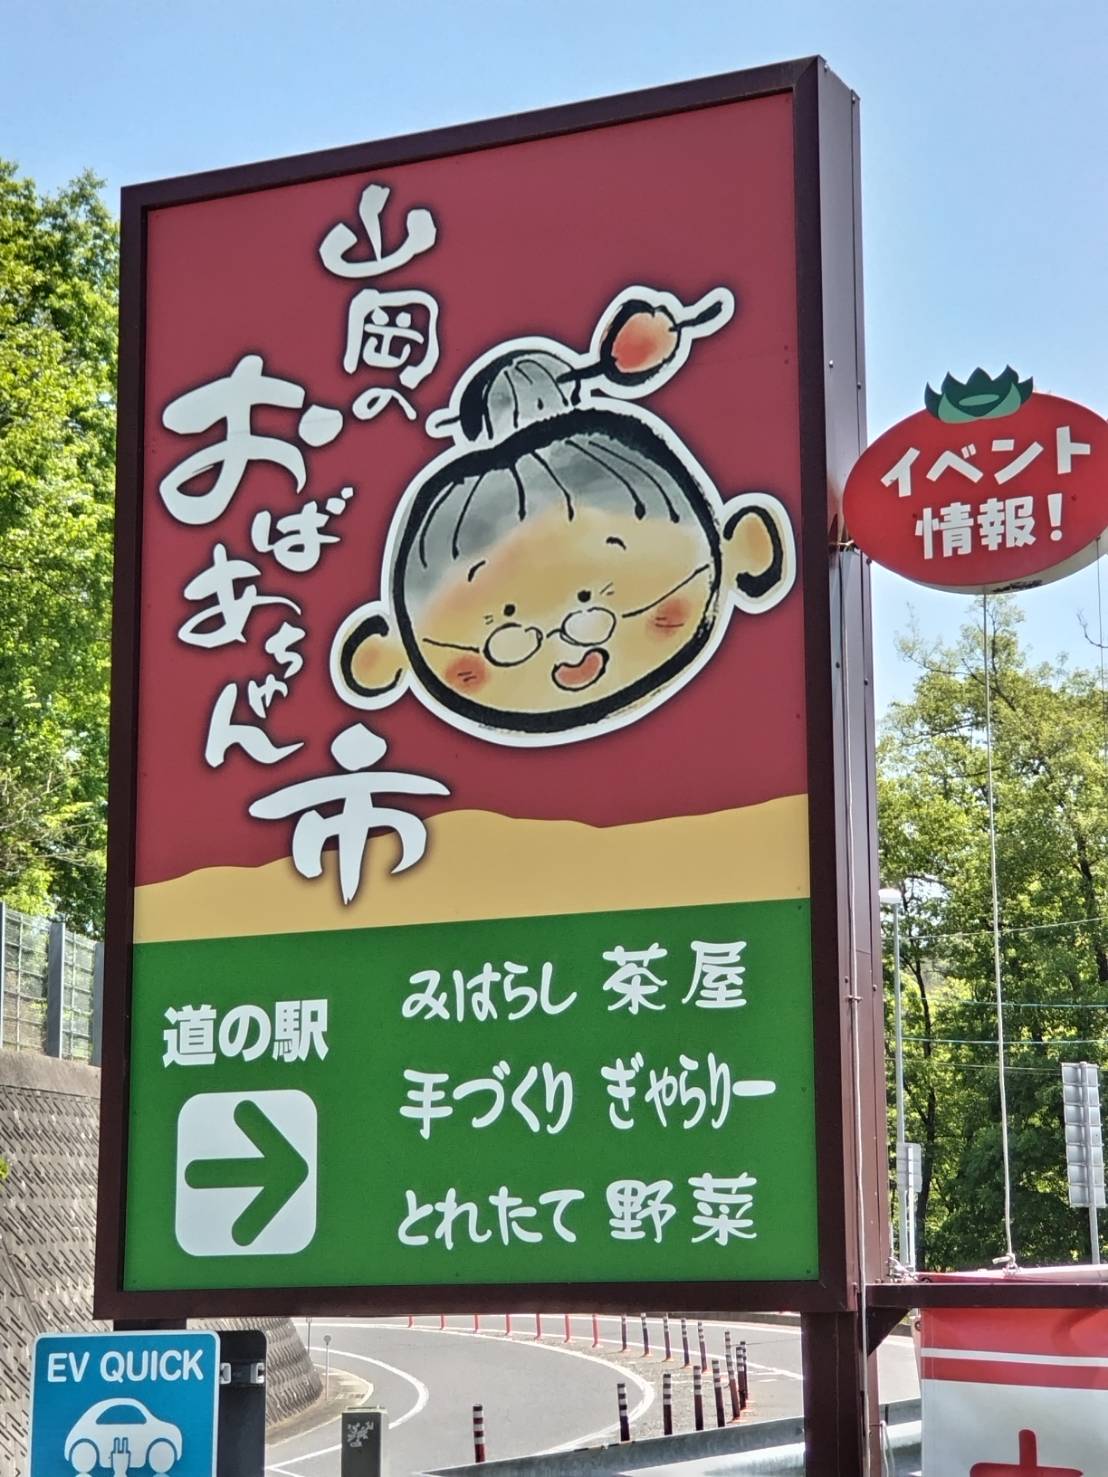 山岡の
おばあちゃん
市
道の駅
みはらし 茶屋
手づくり ぎゃらりー
とれたて 野菜
イベント
情報！
EV QUICK